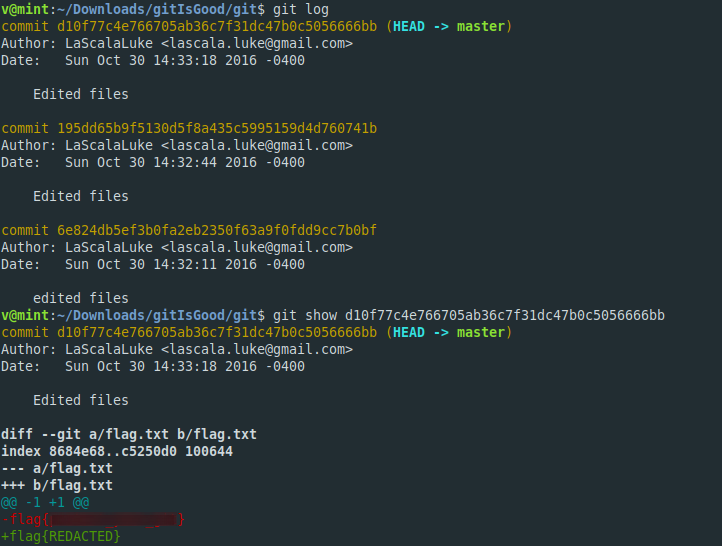 v@mint:~/Downloads/gitIsGood/git$ git log
commit d10f77c4e766705ab36c7f31dc47b0c5056666bb (HEAD -> master)
Author: LaScalaLuke <lascala.luke@gmail.com>
Date:   Sun Oct 30 14:33:18 2016 -0400
    Edited files
commit 195dd65b9f5130d5f8a435c5995159d4d760741b
Author: LaScalaLuke <lascala.luke@gmail.com>
Date:   Sun Oct 30 14:32:44 2016 -0400
    Edited files
commit 6e824db5ef3b0fa2eb2350f63a9f0fdd9cc7b0bf
Author: LaScalaLuke <lascala.luke@gmail.com>
Date:   Sun Oct 30 14:32:11 2016 -0400
    edited files
v@mint:~/Downloads/gitIsGood/git$ git show d10f77c4e766705ab36c7f31dc47b0c5056666bb
commit d10f77c4e766705ab36c7f31dc47b0c5056666bb (HEAD -> master)
Author: LaScalaLuke <lascala.luke@gmail.com>
Date:   Sun Oct 30 14:33:18 2016 -0400
    Edited files
diff --git a/flag.txt b/flag.txt
index 8684e68..c5250d0 100644
--- a/flag.txt
+++ b/flag.txt
@@ -1 +1 @@
-flag{}
+flag{REDACTED}